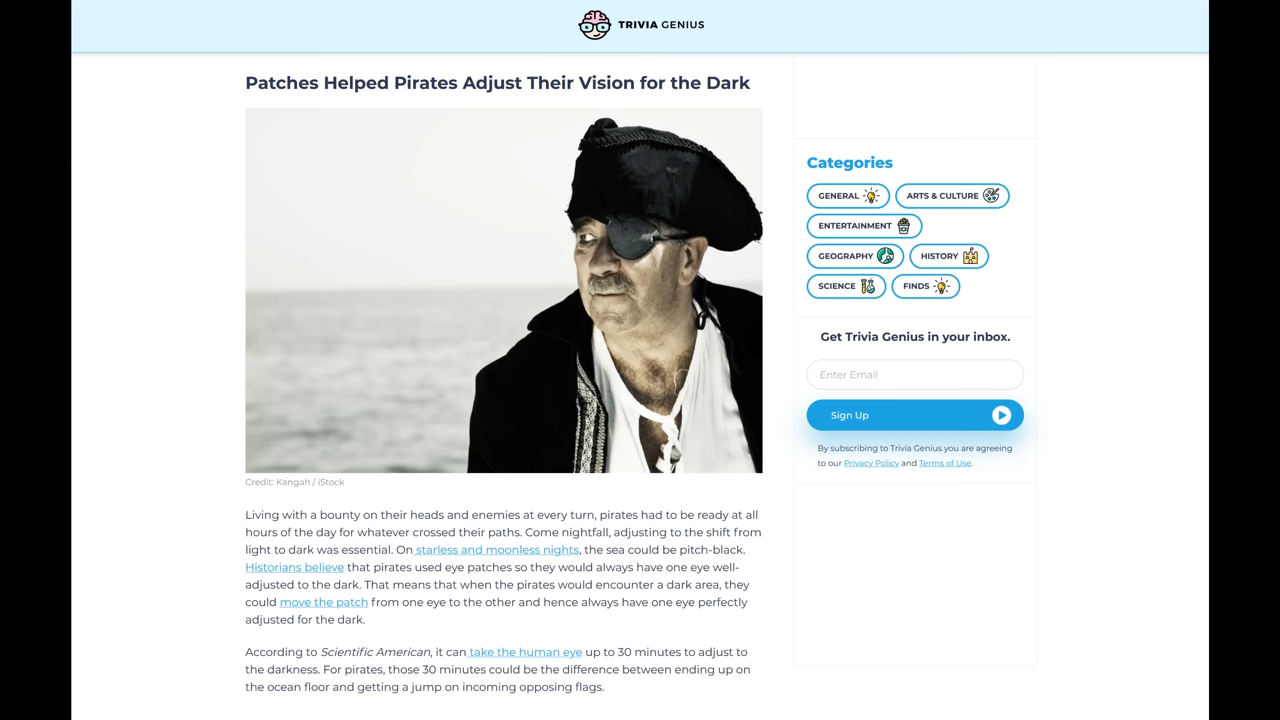 TRIVIA GENIUS
Patches Helped Pirates Adjust Their Vision for the Dark
Credit: Kangah / iStock
Living with a bounty on their heads and enemies at every turn, pirates had to be ready at all
hours of the day for whatever crossed their paths. Come nightfall, adjusting to the shift from
light to dark was essential. On starless and moonless nights, the sea could be pitch-black.
Historians believe that pirates used eye patches so they would always have one eye well-
adjusted to the dark. That means that when the pirates would encounter a dark area, they
could move the patch from one eye to the other and hence always have one eye perfectly
adjusted for the dark.
According to Scientific American, it can take the human eye up to 30 minutes to adjust to
the darkness. For pirates, those 30 minutes could be the difference between ending up on
the ocean floor and getting a jump on incoming opposing flags.
Categories
GENERAL
ARTS & CULTURE
ENTERTAINMENT
GEOGRAPHY
HISTORY
SCIENCE
FINDS
Get Trivia Genius in your inbox.
Enter Email
Sign Up
By subscribing to Trivia Genius you are agreeing
to our Privacy Policy and Terms of Use.